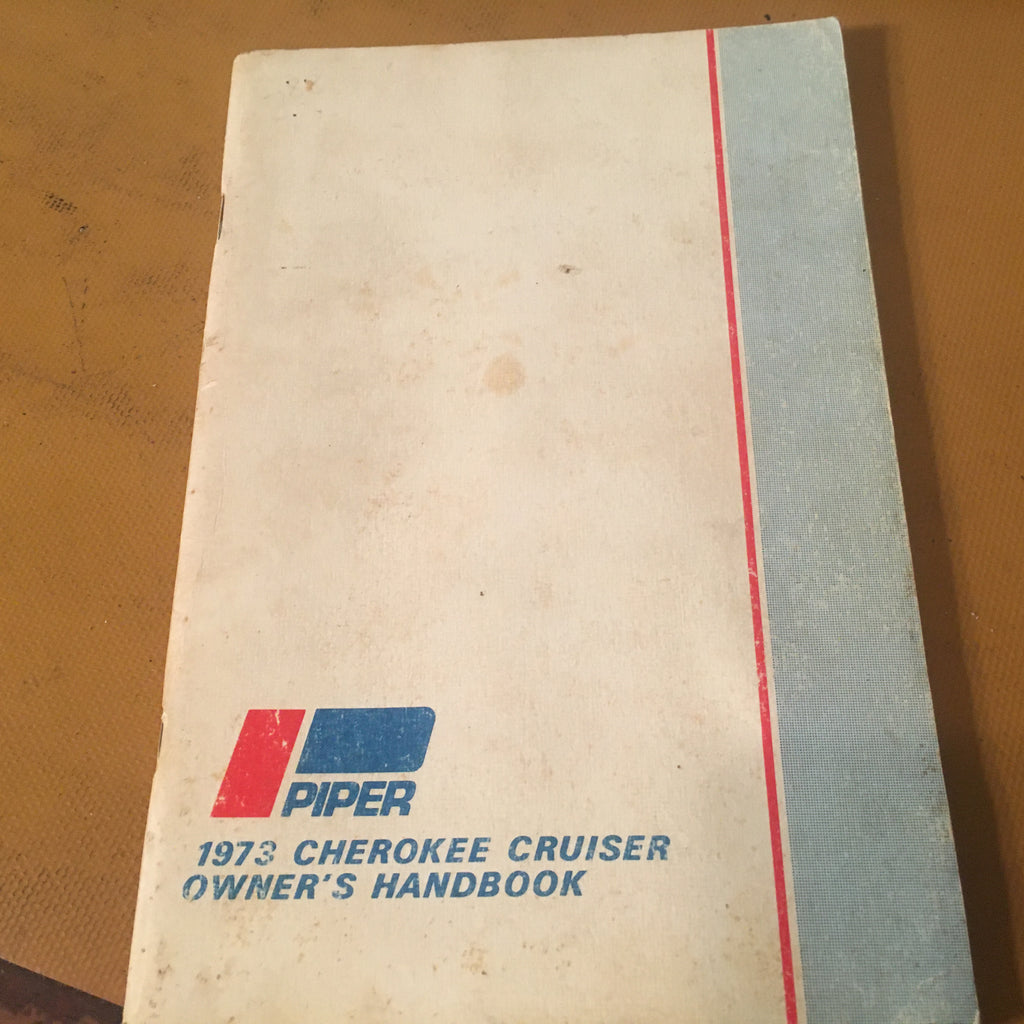 PIPER
1973 CHEROKEE CRUISER
OWNER'S HANDBOOK